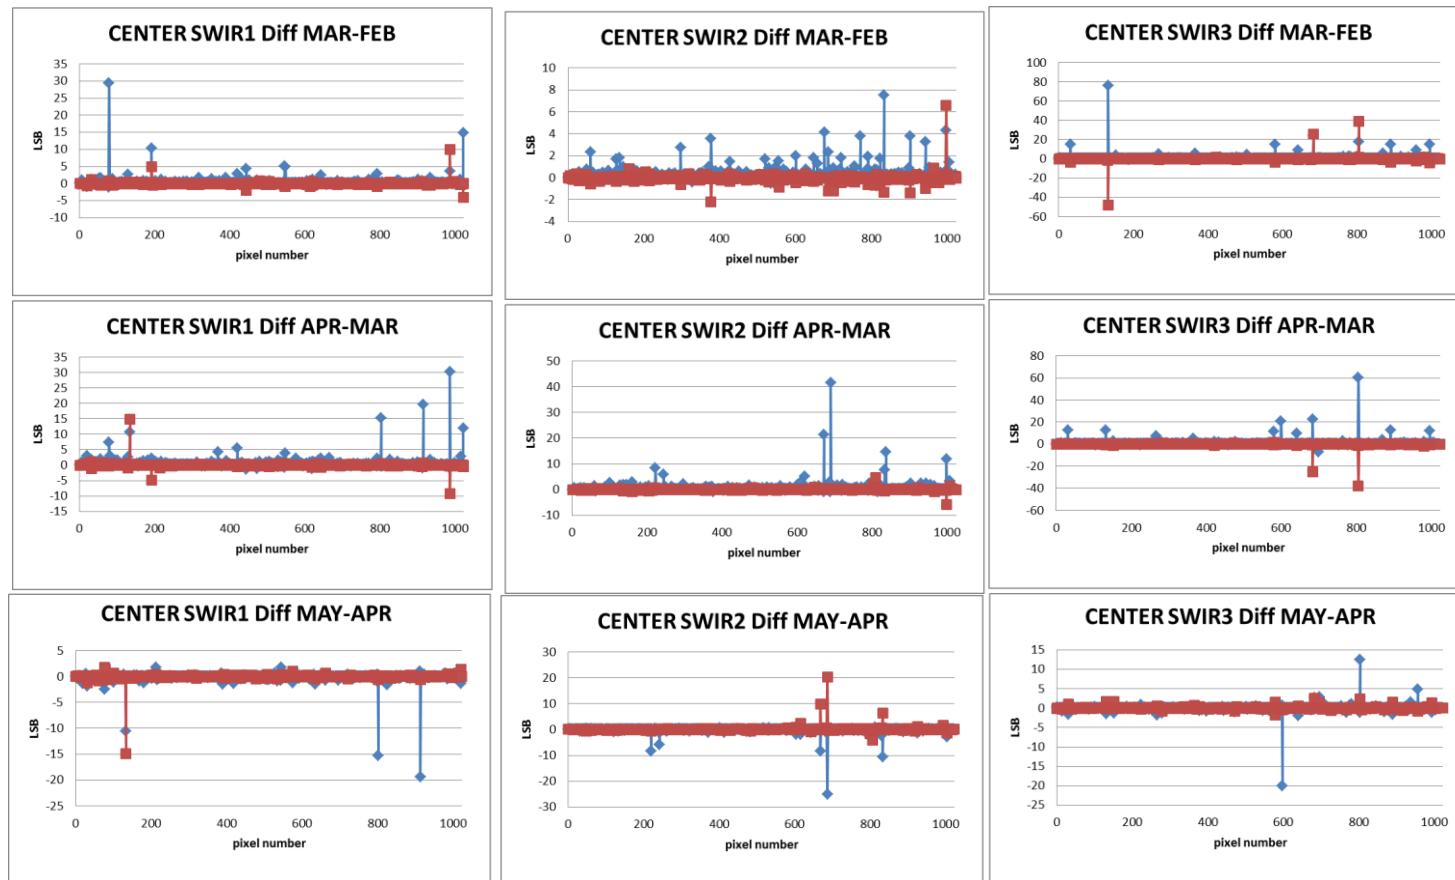 CENTER SWIR1 Diff MAR-FEB
35
30
25
20
15
10
5
0
-5
-10
LSB
0 200 400 600 800 1000
pixel number
CENTER SWIR2 Diff MAR-FEB
10
8
6
4
2
0
-2
-4
LSB
0 200 400 600 800 1000
pixel number
CENTER SWIR3 Diff MAR-FEB
100
80
60
40
20
0
-20
-40
-60
LSB
0 200 400 600 800 1000
pixel number
CENTER SWIR1 Diff APR-MAR
35
30
25
20
15
10
5
0
-5
-10
-15
LSB
0 200 400 600 800 1000
pixel number
CENTER SWIR2 Diff APR-MAR
50
40
30
20
10
0
-10
LSB
0 200 400 600 800 1000
pixel number
CENTER SWIR3 Diff APR-MAR
80
60
40
20
0
-20
-40
-60
LSB
0 200 400 600 800 1000
pixel number
CENTER SWIR1 Diff MAY-APR
5
0
-5
-10
-15
-20
-25
LSB
0 200 400 600 800 1000
pixel number
CENTER SWIR2 Diff MAY-APR
30
20
10
0
-10
-20
-30
LSB
0 200 400 600 800 1000
pixel number
CENTER SWIR3 Diff MAY-APR
15
10
5
0
-5
-10
-15
-20
-25
LSB
0 200 400 600 800 1000
pixel number